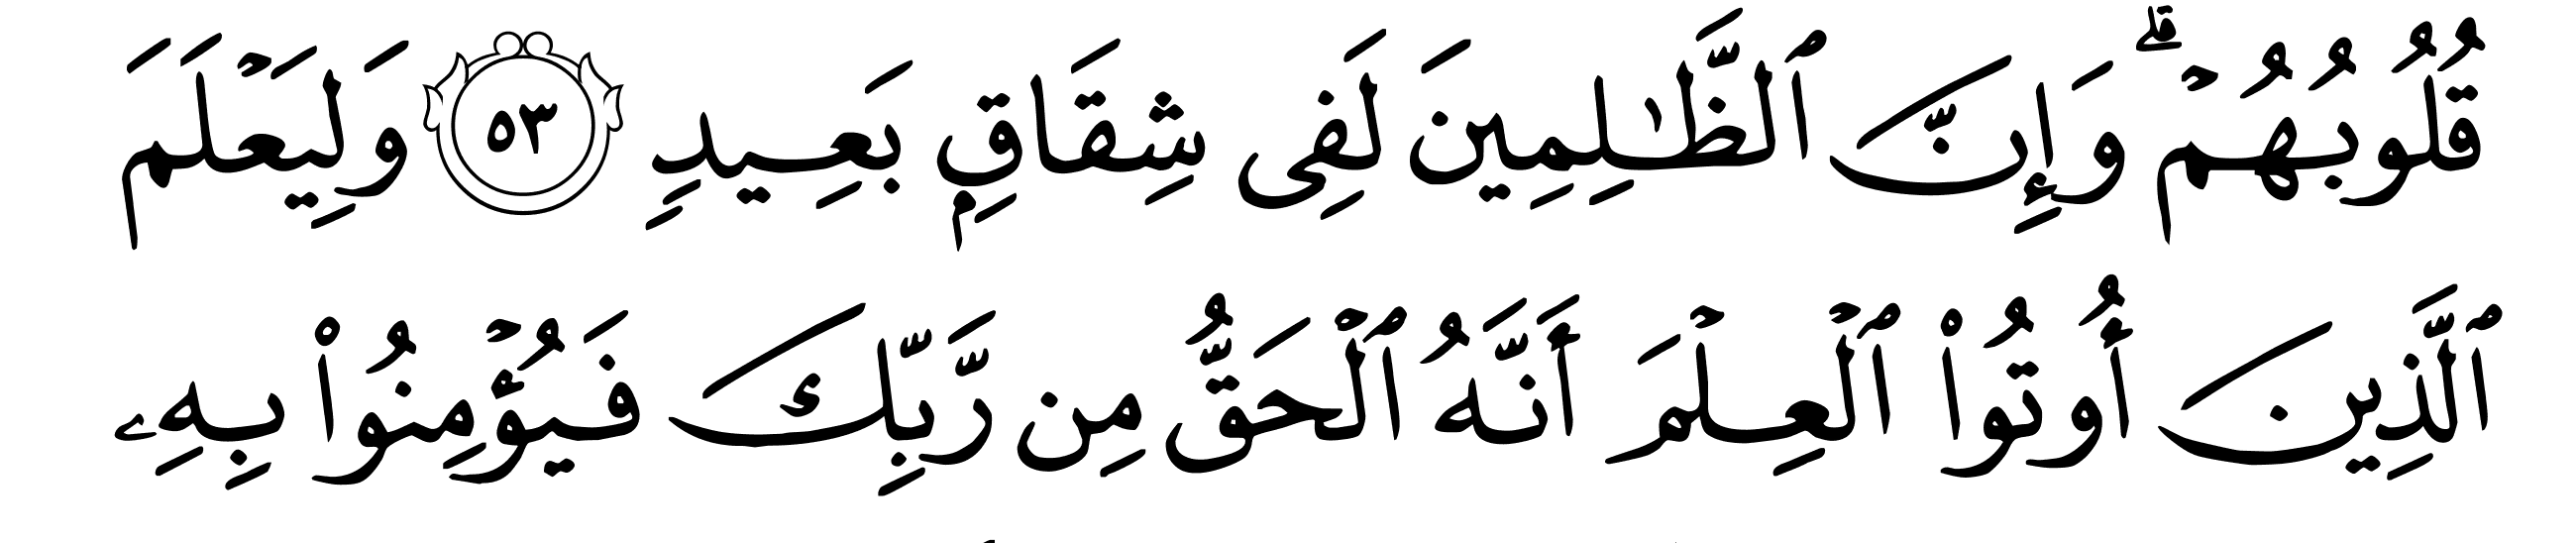 قُلُوبُهُمۡۗ وَإِنَّ ٱلظَّٰلِمِينَ لَفِى شِقَاقٍۭ بَعِيدٍ ٥٣ وَلِيَعۡلَمَ
ٱلَّذِينَ أُوتُواْ ٱلۡعِلۡمَ أَنَّهُ ٱلۡحَقُّ مِن رَّبِّكَ فَيُؤۡمِنُواْ بِهِۦ